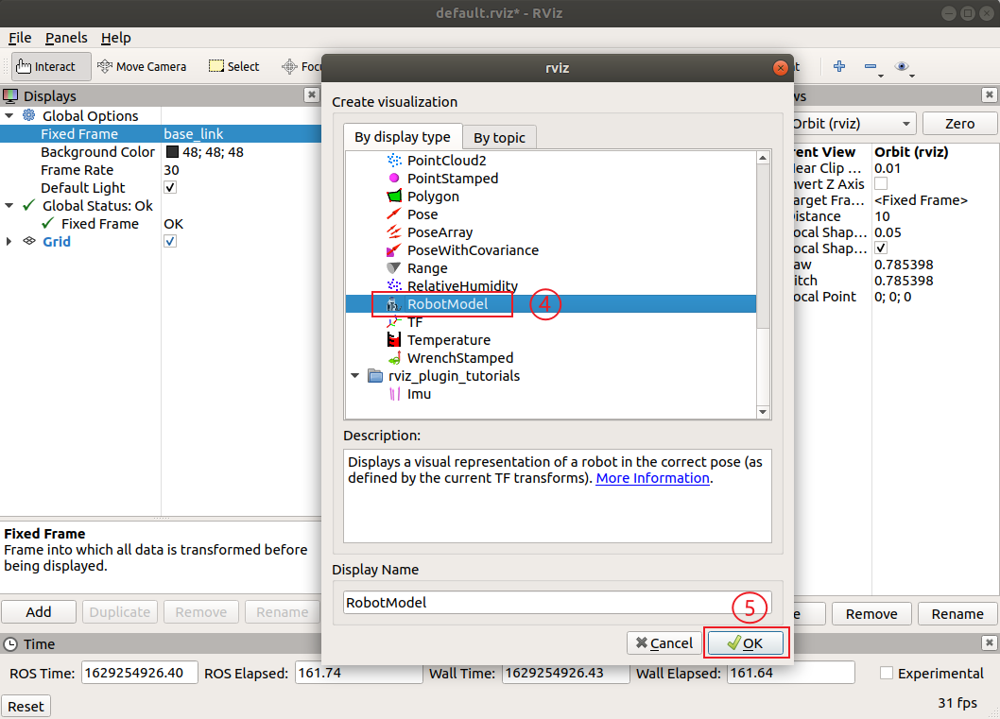 default.rviz* - RViz
File Panels Help
Interact Move Camera Select Focu
rviz
Displays
Global Options
Fixed Frame base_link
Background Color 48; 48; 48
Frame Rate 30
Default Light
Global Status: Ok
Fixed Frame OK
Grid
Create visualization
By display type By topic
PointCloud2
PointStamped
Polygon
Pose
PoseArray
PoseWithCovariance
Range
RelativeHumidity
RobotModel 4
TF
Temperature
WrenchStamped
rviz_plugin_tutorials
Imu
Description:
Displays a visual representation of a robot in the correct pose (as
defined by the current TF transforms). More Information.
Display Name
RobotModel
5
Cancel OK
ws
Orbit (rviz) Zero
rent View Orbit (rviz)
ear Clip ... 0.01
nvert Z Axis
arget Fra... <Fixed Frame>
istance 10
ocal Shap... 0.05
ocal Shap...
aw 0.785398
itch 0.785398
ocal Point 0; 0; 0
Fixed Frame
Frame into which all data is transformed before
being displayed.
Add Duplicate Remove Rename
e Remove Rename
Time
ROS Time: 1629254926.40 ROS Elapsed: 161.74 Wall Time: 1629254926.43 Wall Elapsed: 161.64 Experimental
Reset 31 fps